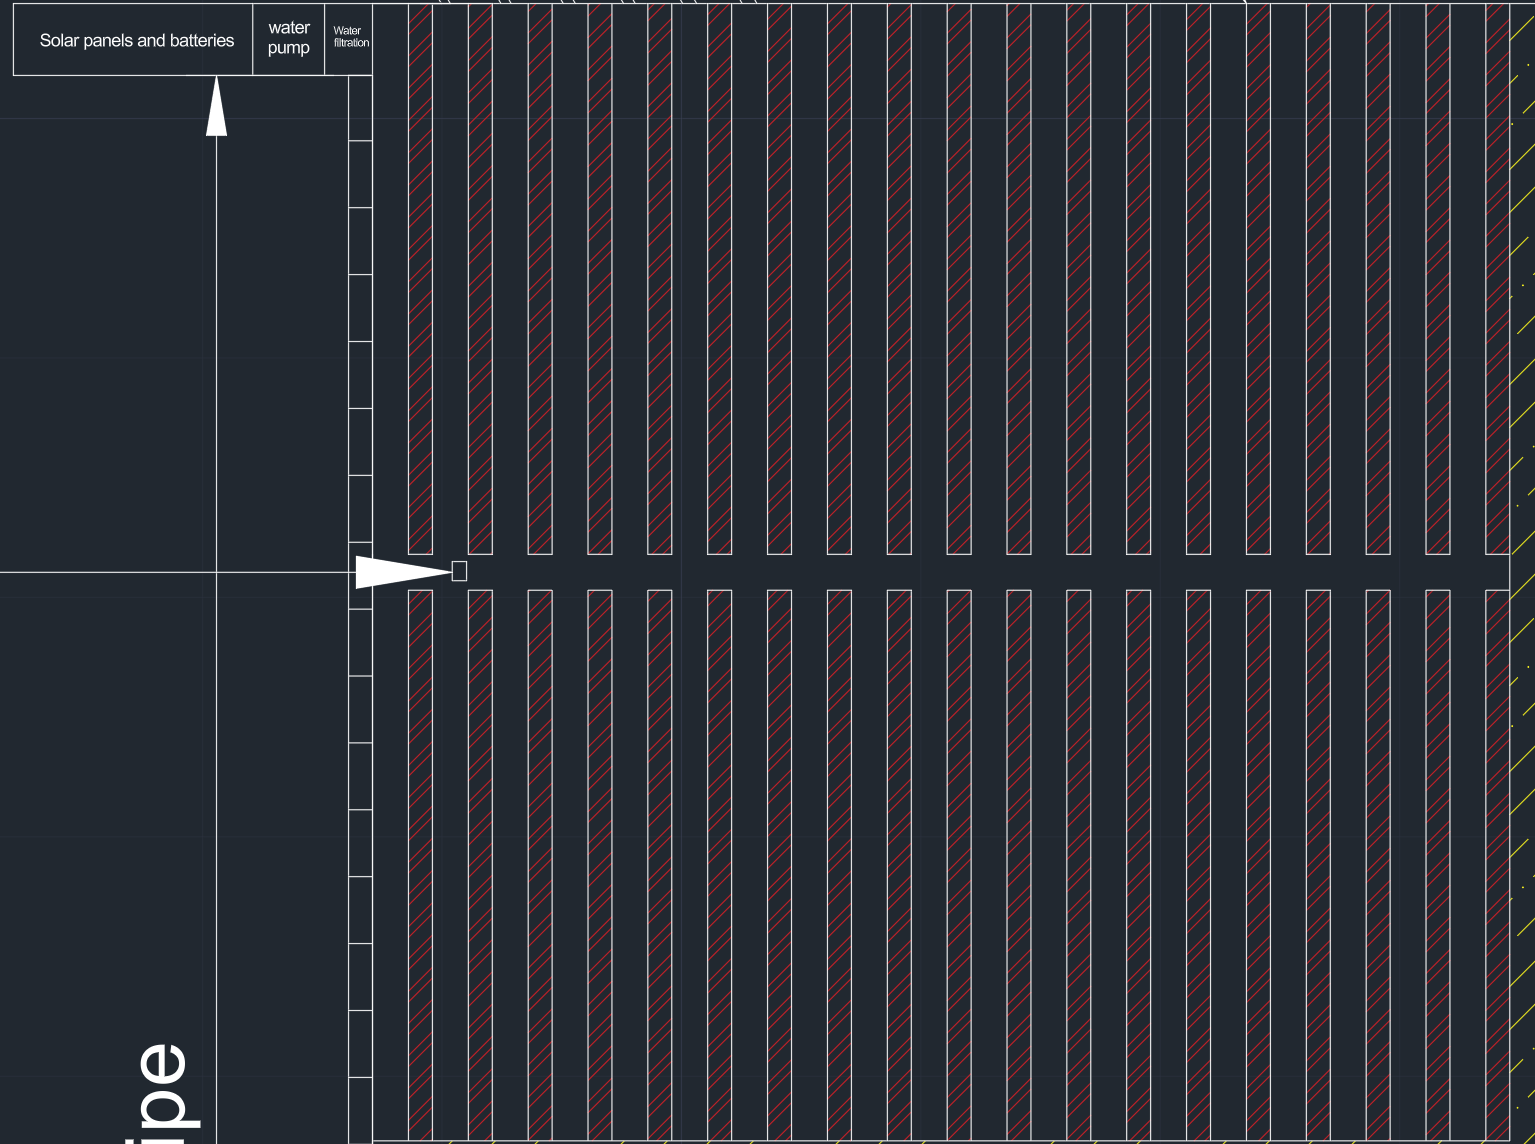 Solar panels and batteries
water
pump
Water
filtration
ipe